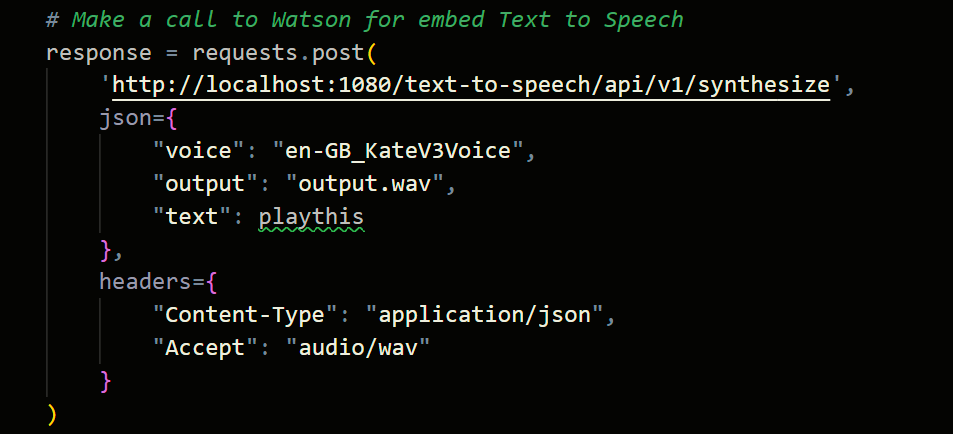 # Make a call to Watson for embed Text to Speech
response = requests.post(
'http://localhost:1080/text-to-speech/api/v1/synthesize',
json={
"voice": "en-GB_KateV3Voice",
"output": "output.wav",
"text": playthis
},
headers={
"Content-Type": "application/json",
"Accept": "audio/wav"
}
)